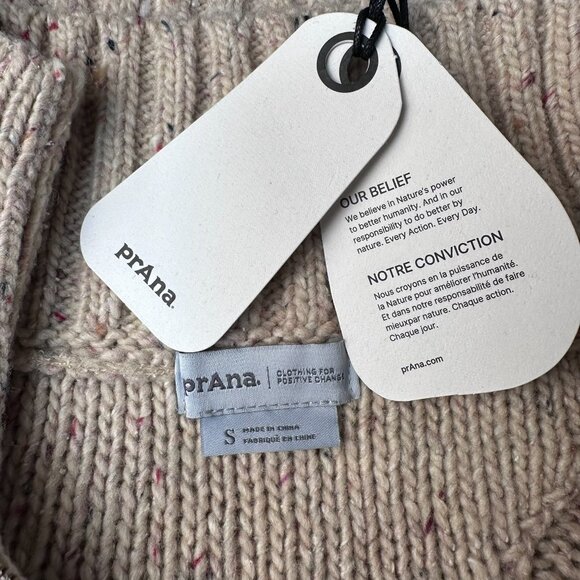 prAna.
OUR BELIEF
We believe in Nature's power
to better humanity. And in our
responsibility to do better by
nature. Every Action. Every Day.
NOTRE CONVICTION
Nous croyons en la puissance de
la Nature pour améliorer l'humanité.
Et dans notre responsabilité de faire
mieuxpar nature. Chaque action.
Chaque jour.
prAna.com
prAna. | CLOTHING FOR
POSITIVE CHANGE
S MADE IN CHINA
FABRIQUÉ EN CHINE